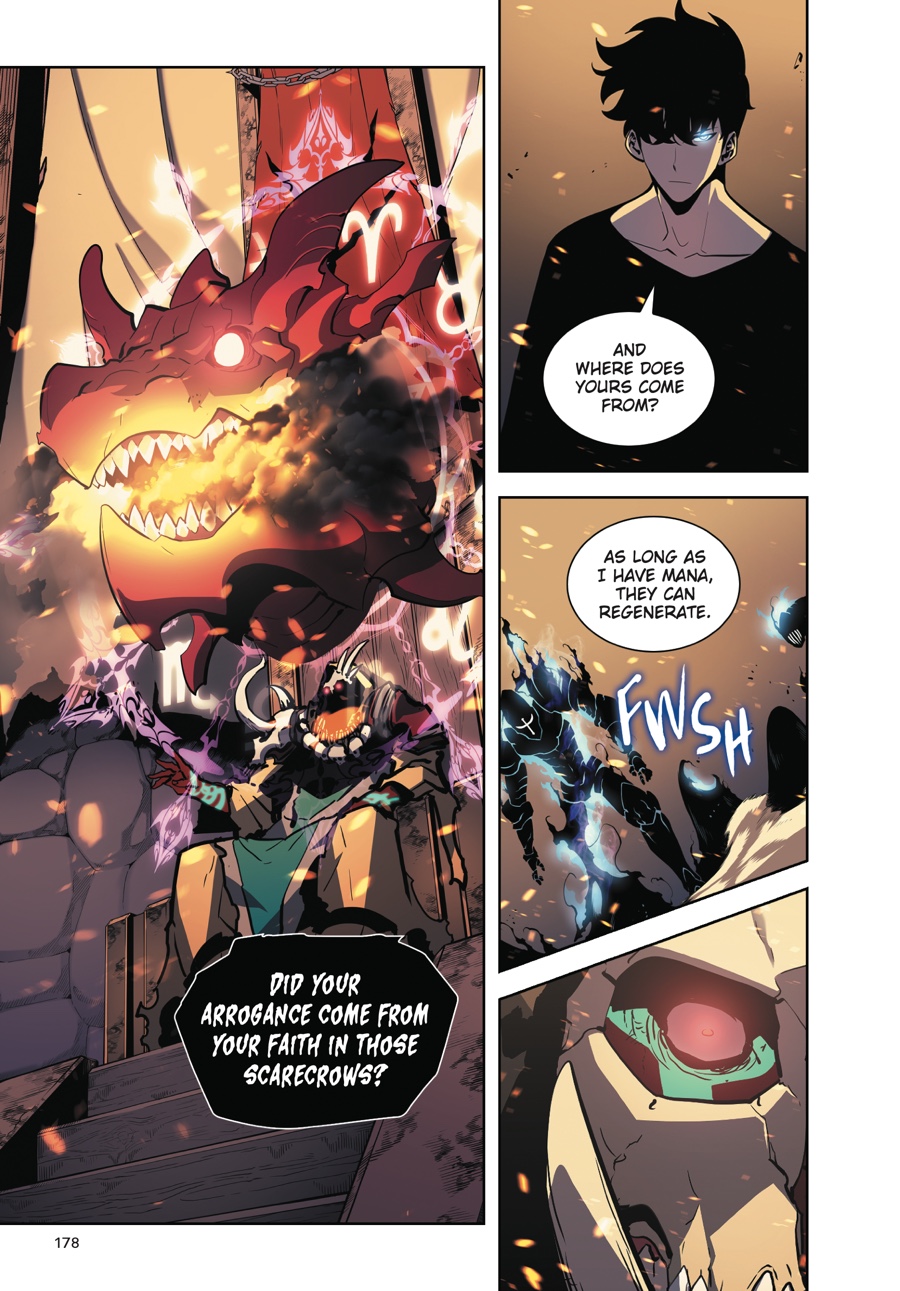 DID YOUR
ARROGANCE COME FROM
YOUR FAITH IN THOSE
SCARECROWS?
AND
WHERE DOES
YOURS COME
FROM?
AS LONG AS
I HAVE MANA,
THEY CAN
REGENERATE.
FWSH
178